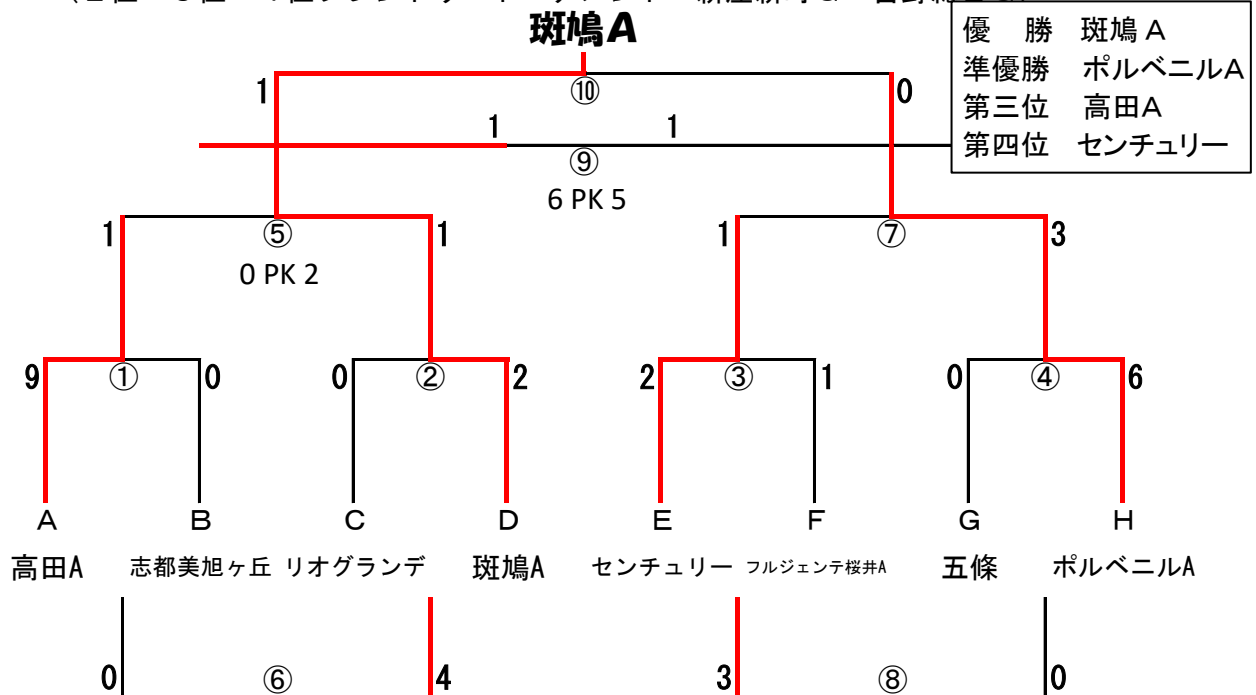 斑鳩A
優　勝　斑鳩 A
準優勝　ポルベニルA
第三位　高田A
第四位　センチュリー
1 ⑩ 0
1 1
⑨
6 PK 5
1 ⑤ 1 1 ⑦ 3
0 PK 2
9 ① 0 0 ② 2 2 ③ 1 0 ④ 6
A B C D E F G H
高田A 志都美旭ヶ丘 リオグランデ 斑鳩A センチュリー フルジェンテ桜井A 五條 ポルベニルA
0 ⑥ 4 3 ⑧ 0